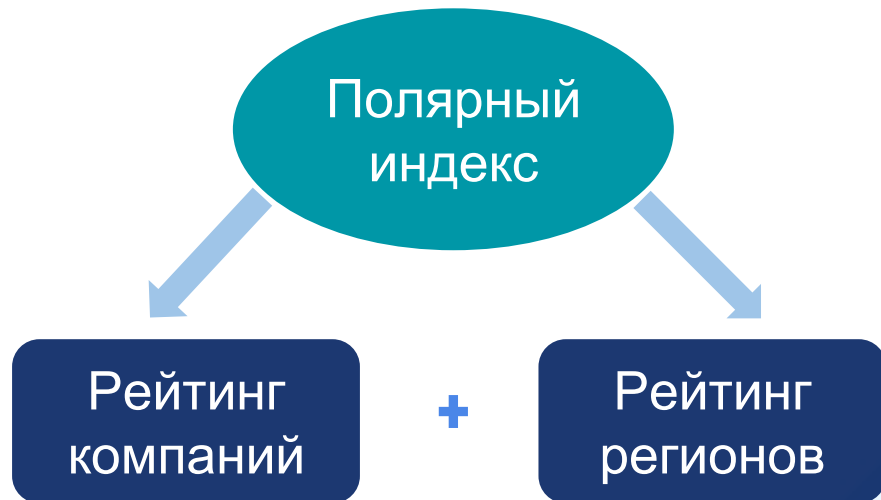 Полярный
индекс
Рейтинг
компаний
+
Рейтинг
регионов